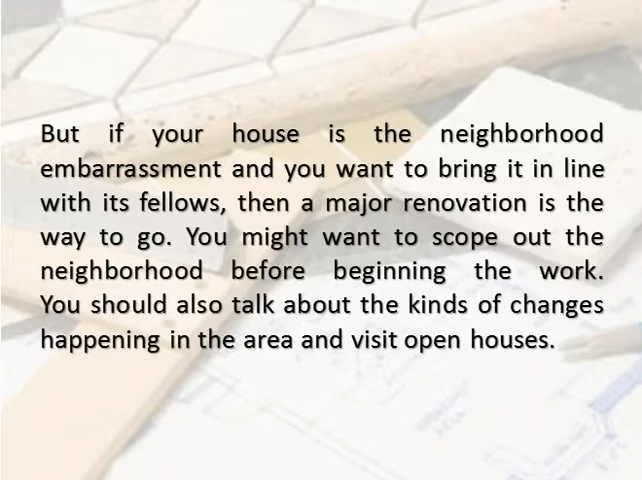 But if your house is the neighborhood
embarrassment and you want to bring it in line
with its fellows, then a major renovation is the
way to go. You might want to scope out the
neighborhood before beginning the work.
You should also talk about the kinds of changes
happening in the area and visit open houses.